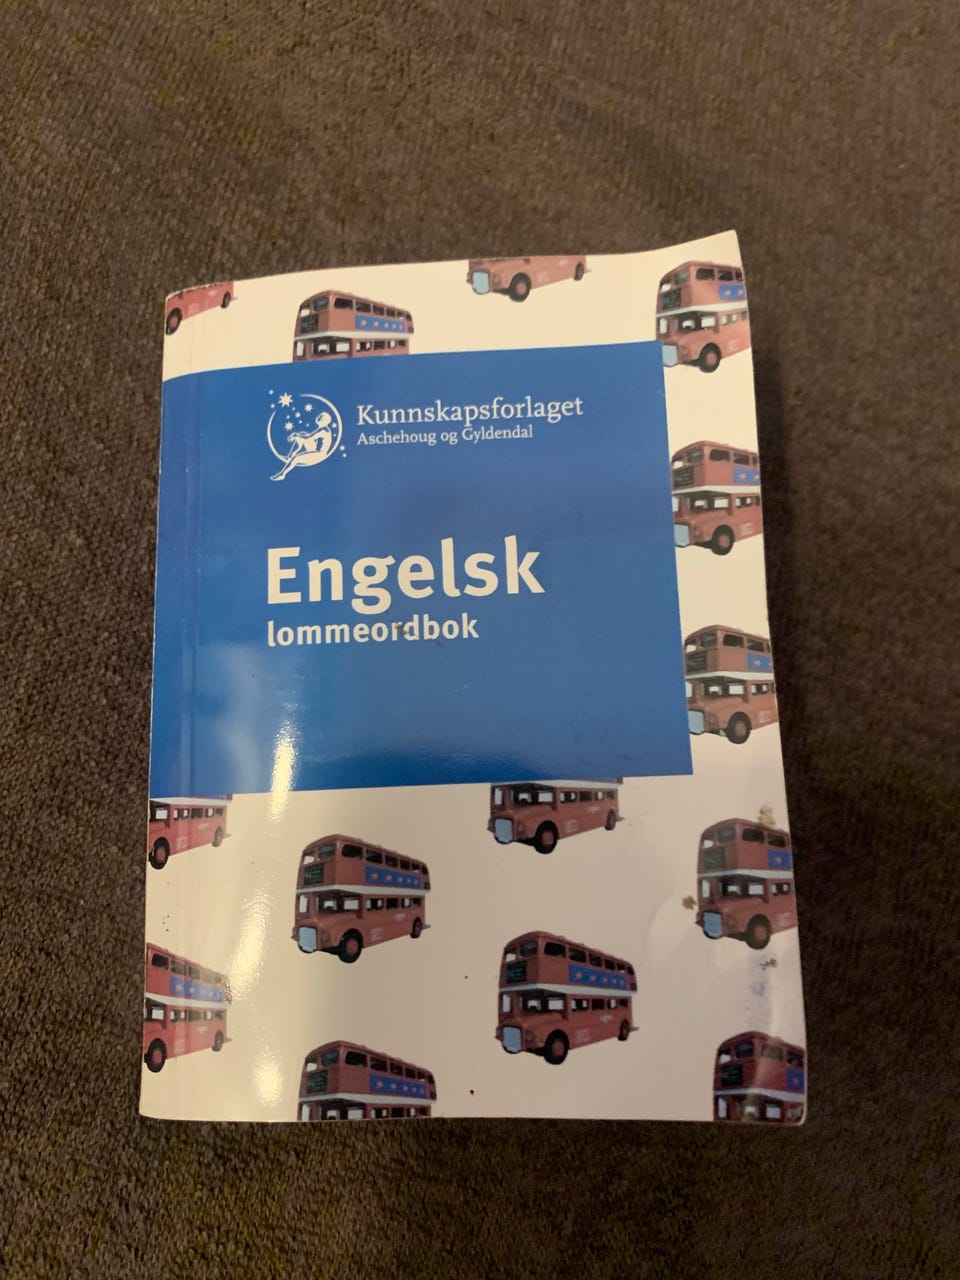 Kunnskapsforlaget
Aschehoug og Gyldendal
Engelsk
lommeordbok